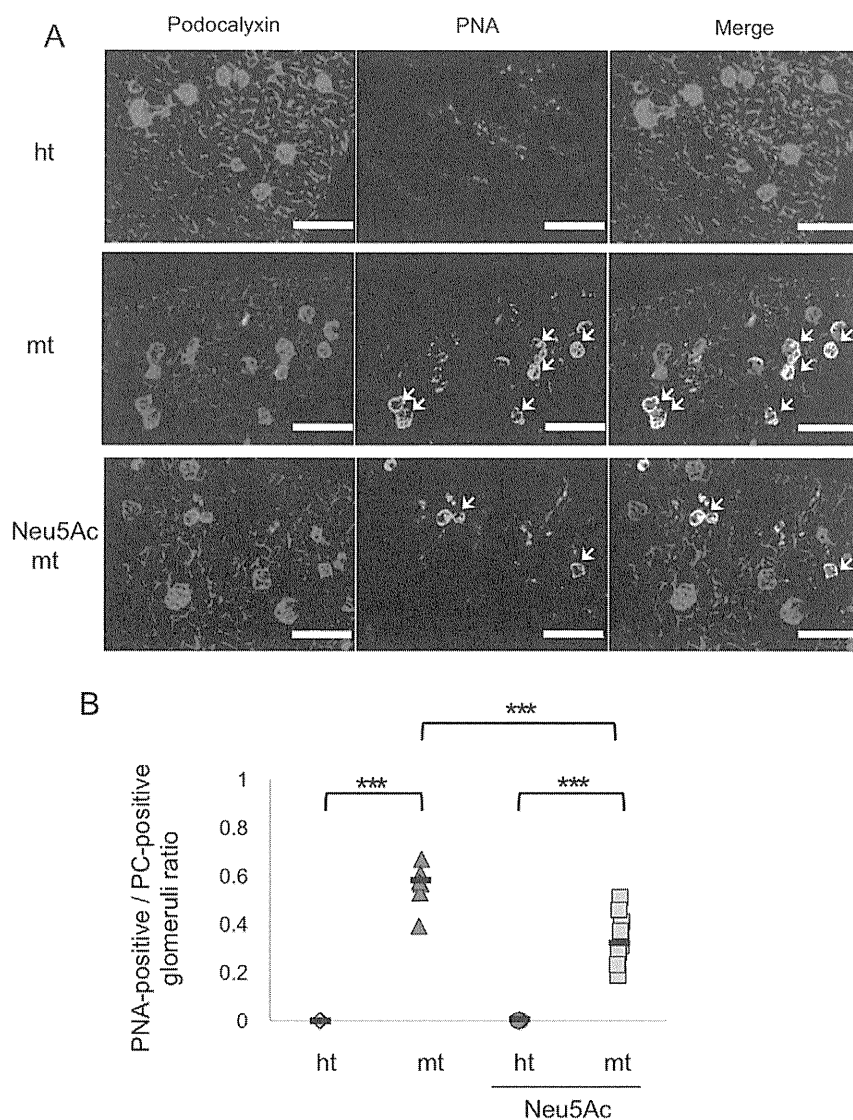 A
Podocalyxin PNA Merge
ht
mt
Neu5Ac
mt
B
*** 
*** ***
PNA-positive / PC-positive
glomeruli ratio
1
0.8
0.6
0.4
0.2
0
ht mt ht mt
Neu5Ac